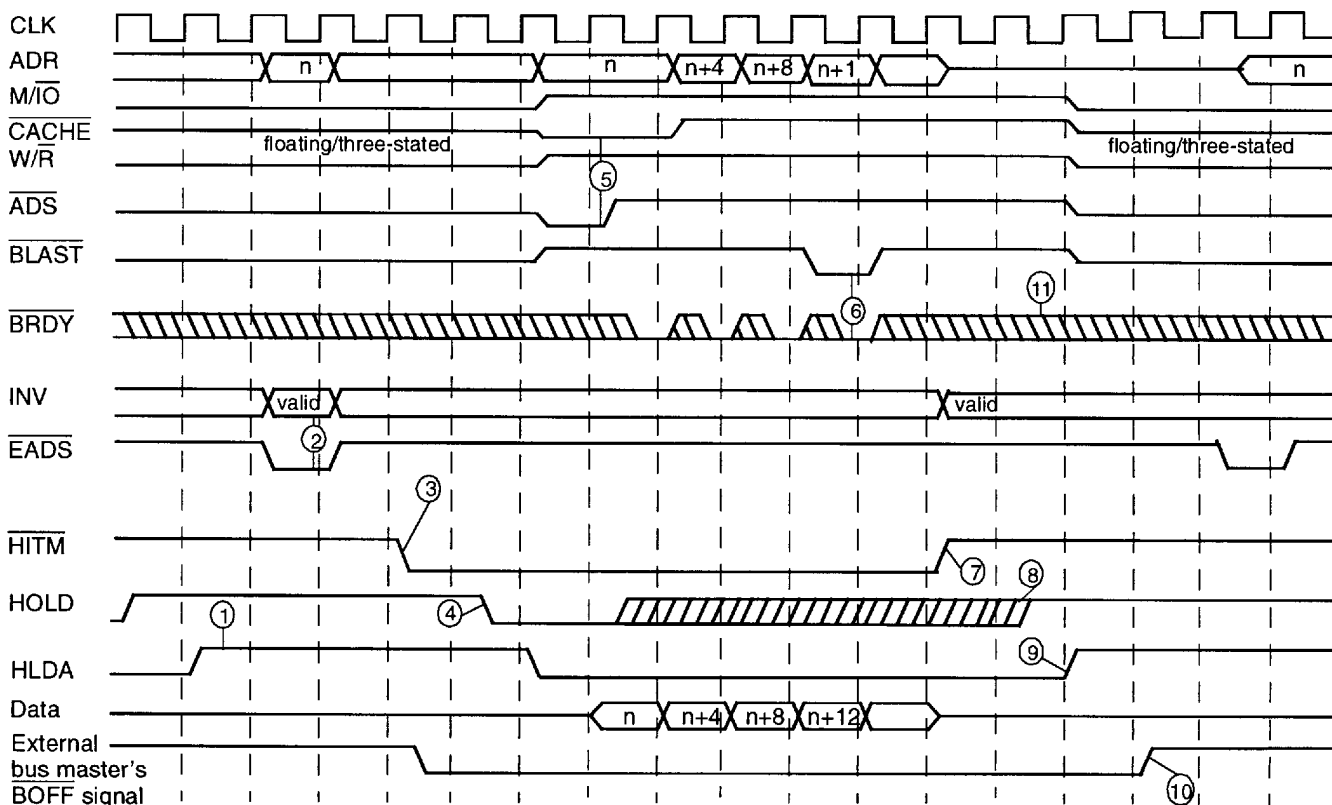 CLK
ADR n n n+4 n+8 n+1 n
M/IO
CACHE
floating/three-stated floating/three-stated
W/R
5
ADS
BLAST
11
6
BRDY
INV valid valid
2
EADS
3
HITM
7
8
HOLD 1 4
9
HLDA
Data n n+4 n+8 n+12
External
bus master's
BOFF signal 10